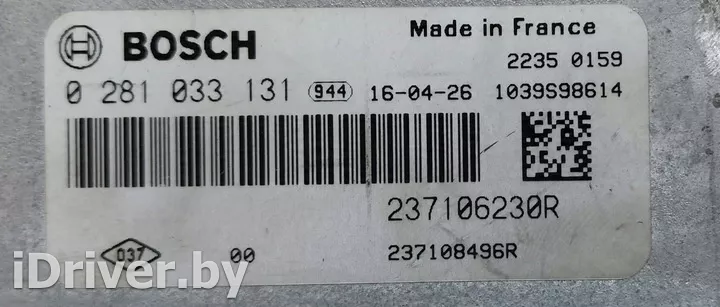 BOSCH
Made in France
2235 0159
0 281 033 131 944 16-04-26 1039S98614
237106230R
037 00 237108496R
iDriver.by